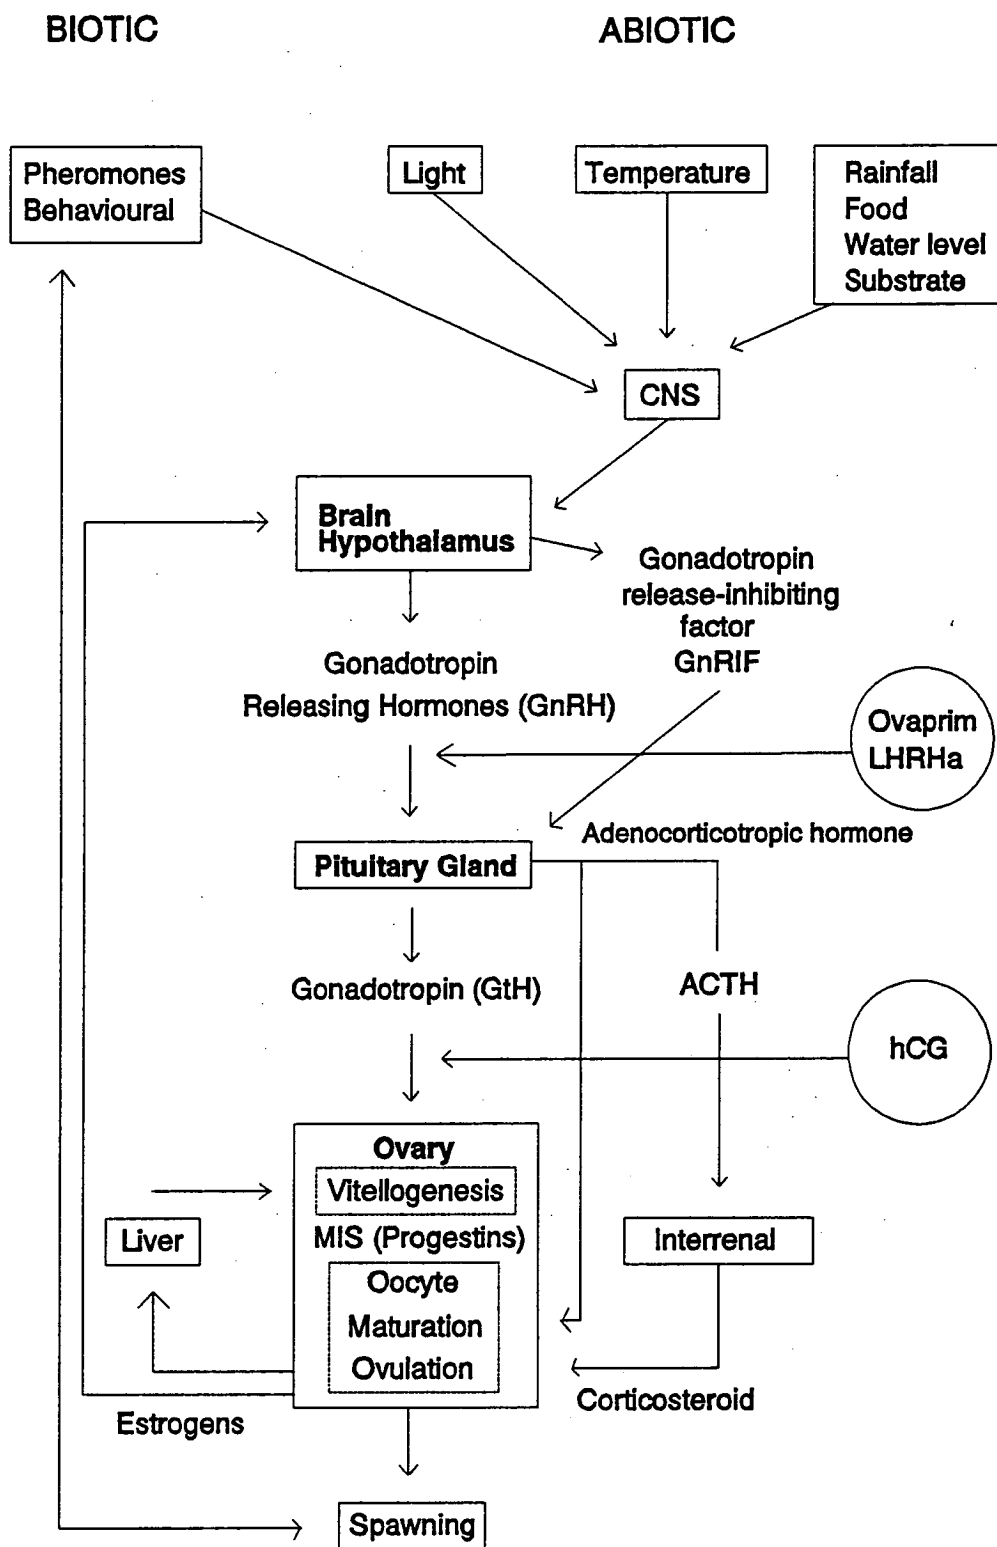 BIOTIC
ABIOTIC
Pheromones
Behavioural
Light
Temperature
Rainfall
Food
Water level
Substrate
CNS
Brain
Hypothalamus
Gonadotropin
release-inhibiting
factor
GnRIF
Gonadotropin
Releasing Hormones (GnRH)
Ovaprim
LHRHa
Adenocorticotropic hormone
Pituitary Gland
Gonadotropin (GtH)
ACTH
hCG
Ovary
Vitellogenesis
MIS (Progestins)
Oocyte
Maturation
Ovulation
Liver
Interrenal
Corticosteroid
Estrogens
Spawning